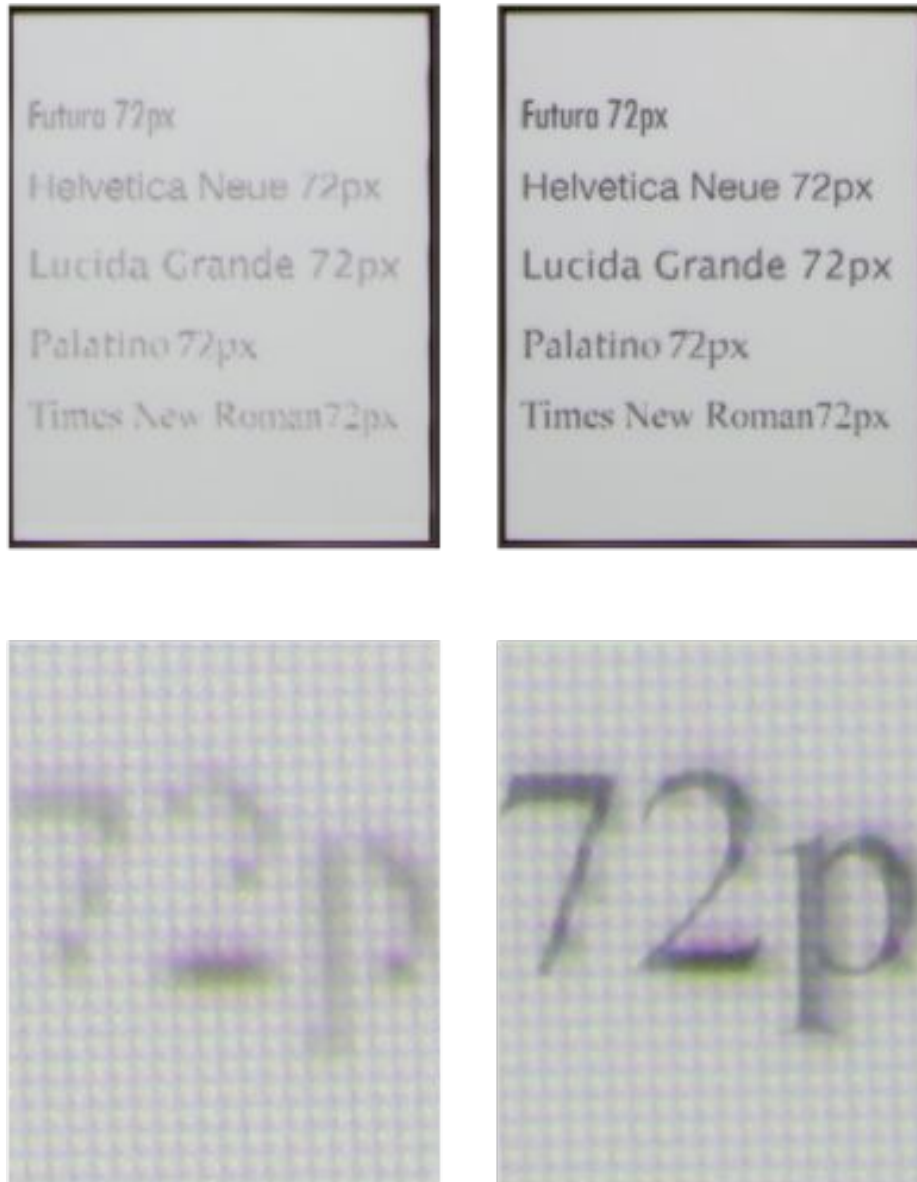 Futura 72px
Helvetica Neue 72px
Lucida Grande 72px
Palatino 72px
Times New Roman72px
Futura 72px
Helvetica Neue 72px
Lucida Grande 72px
Palatino 72px
Times New Roman72px
72p
72p